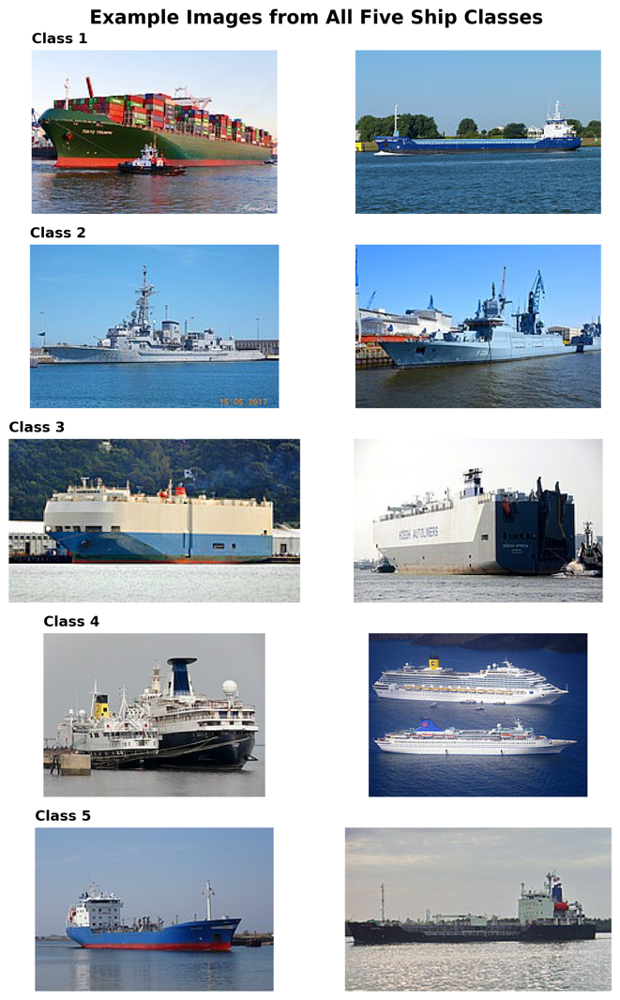 Example Images from All Five Ship Classes
Class 1
TOKYO TRIUMPH
Class 2
15 05 2017
Class 3
HÖEGH AUTOLINERS
Class 4
Class 5